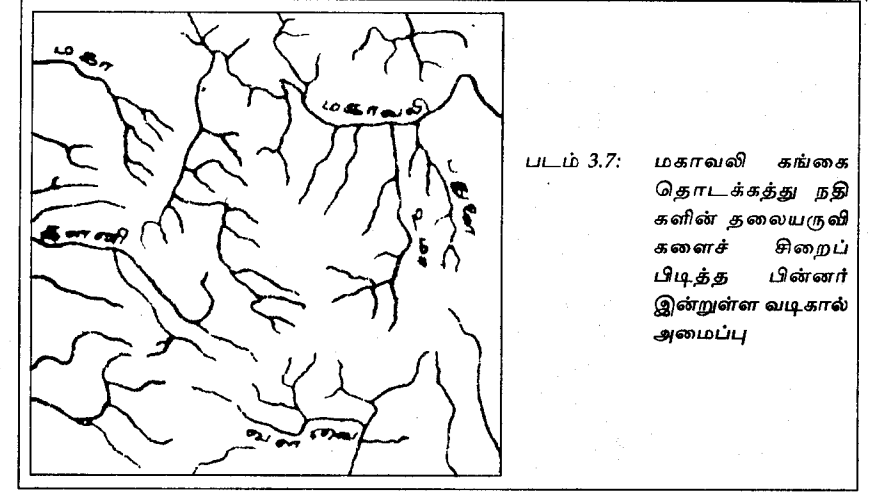 மகா
மகாவலி
களனி
வளவை
படம் 3.7:
மகாவலி கங்கை
தொடக்கத்து நதி
களின் தலையருவி
களைச் சிறைப்
பிடித்த பின்னர்
இன்றுள்ள வடிகால்
அமைப்பு